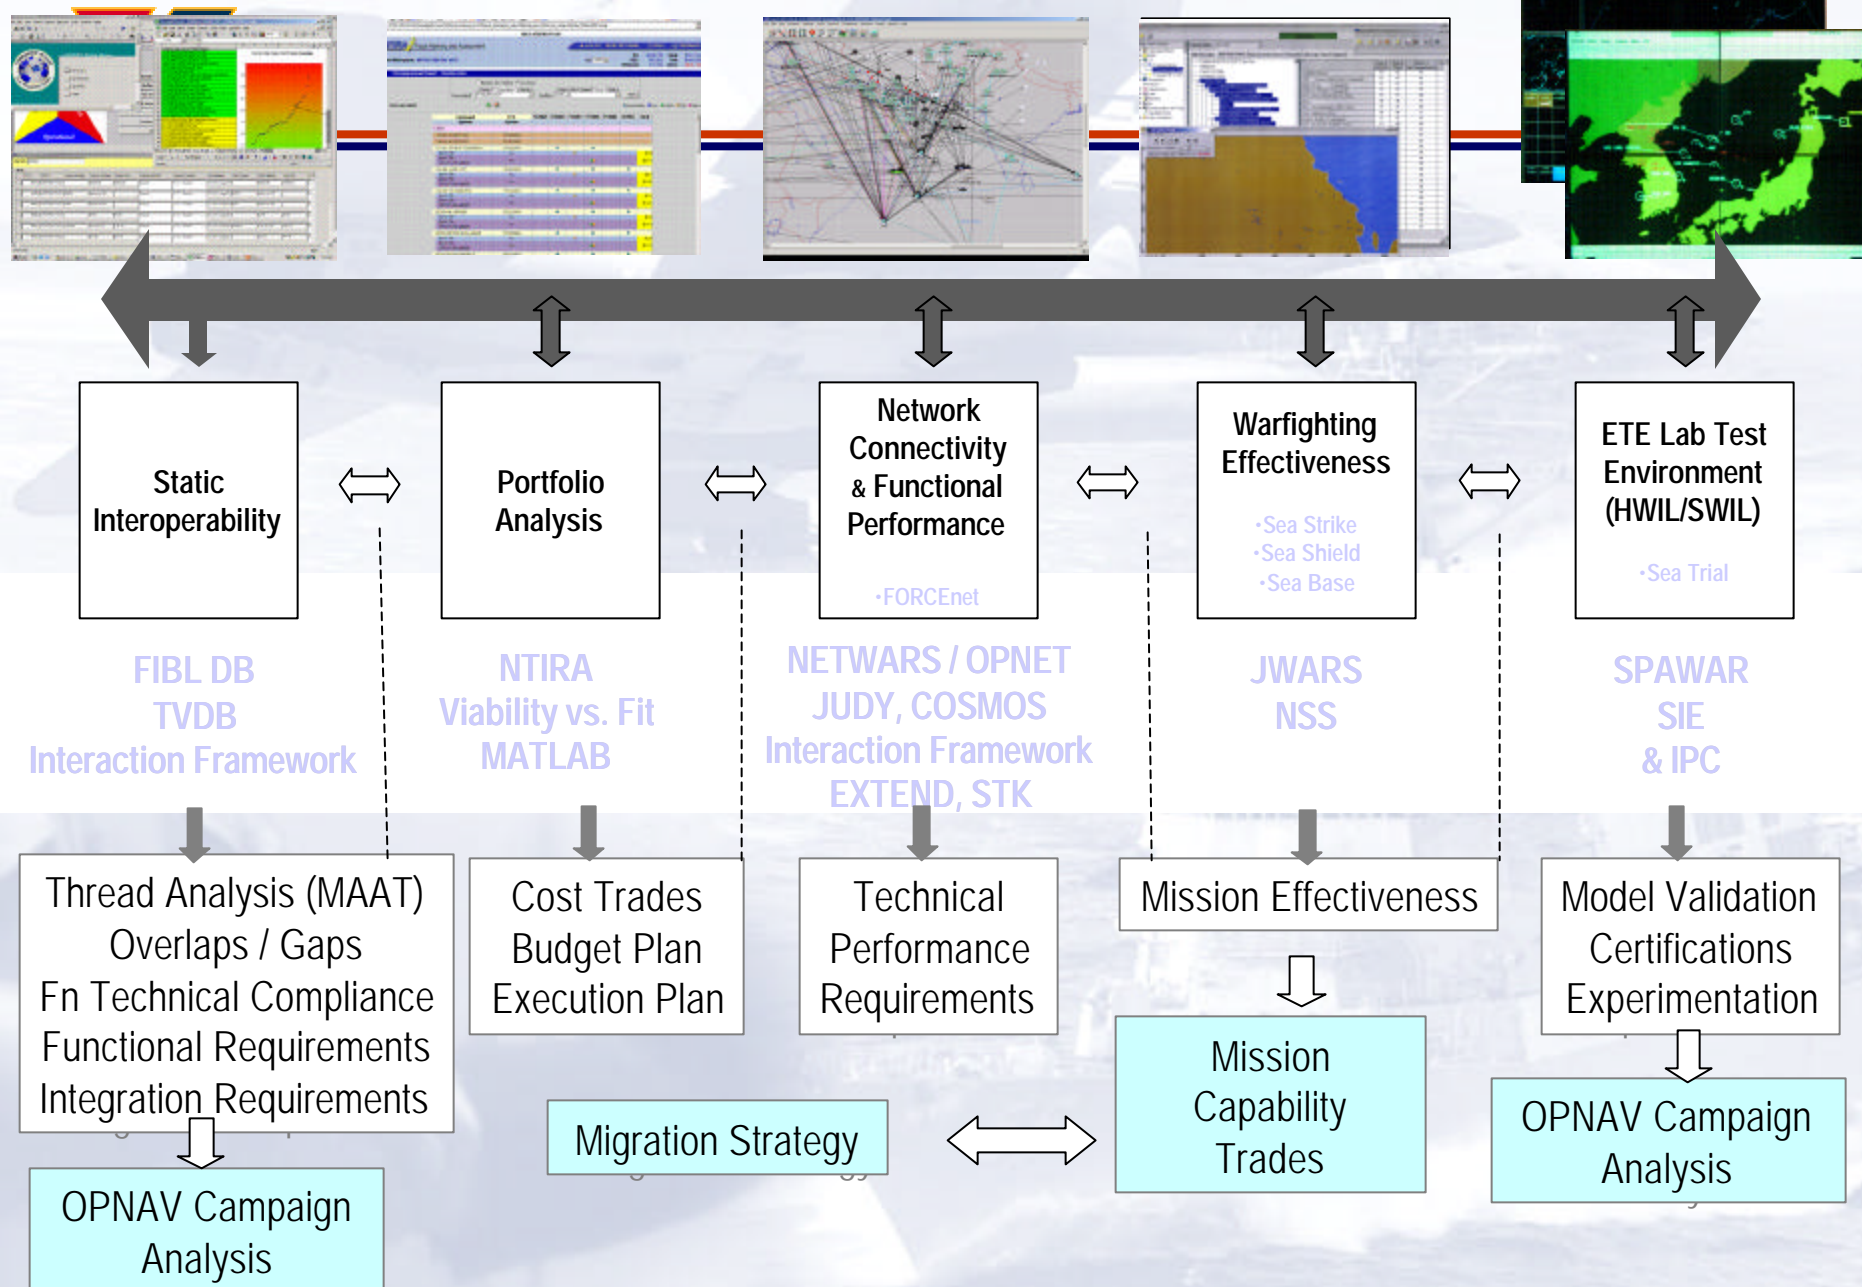 Static
Interoperability
Portfolio
Analysis
Network
Connectivity
& Functional
Performance
•FORCEnet
Warfighting
Effectiveness
•Sea Strike
•Sea Shield
•Sea Base
ETE Lab Test
Environment
(HWIL/SWIL)
•Sea Trial
FIBL DB
TVDB
Interaction Framework
NTIRA
Viability vs. Fit
MATLAB
NETWARS / OPNET
JUDY, COSMOS
Interaction Framework
EXTEND, STK
JWARS
NSS
SPAWAR
SIE
& IPC
Thread Analysis (MAAT)
Overlaps / Gaps
Fn Technical Compliance
Functional Requirements
Integration Requirements
Cost Trades
Budget Plan
Execution Plan
Technical
Performance
Requirements
Mission Effectiveness
Model Validation
Certifications
Experimentation
Mission
Capability
Trades
Migration Strategy
OPNAV Campaign
Analysis
OPNAV Campaign
Analysis